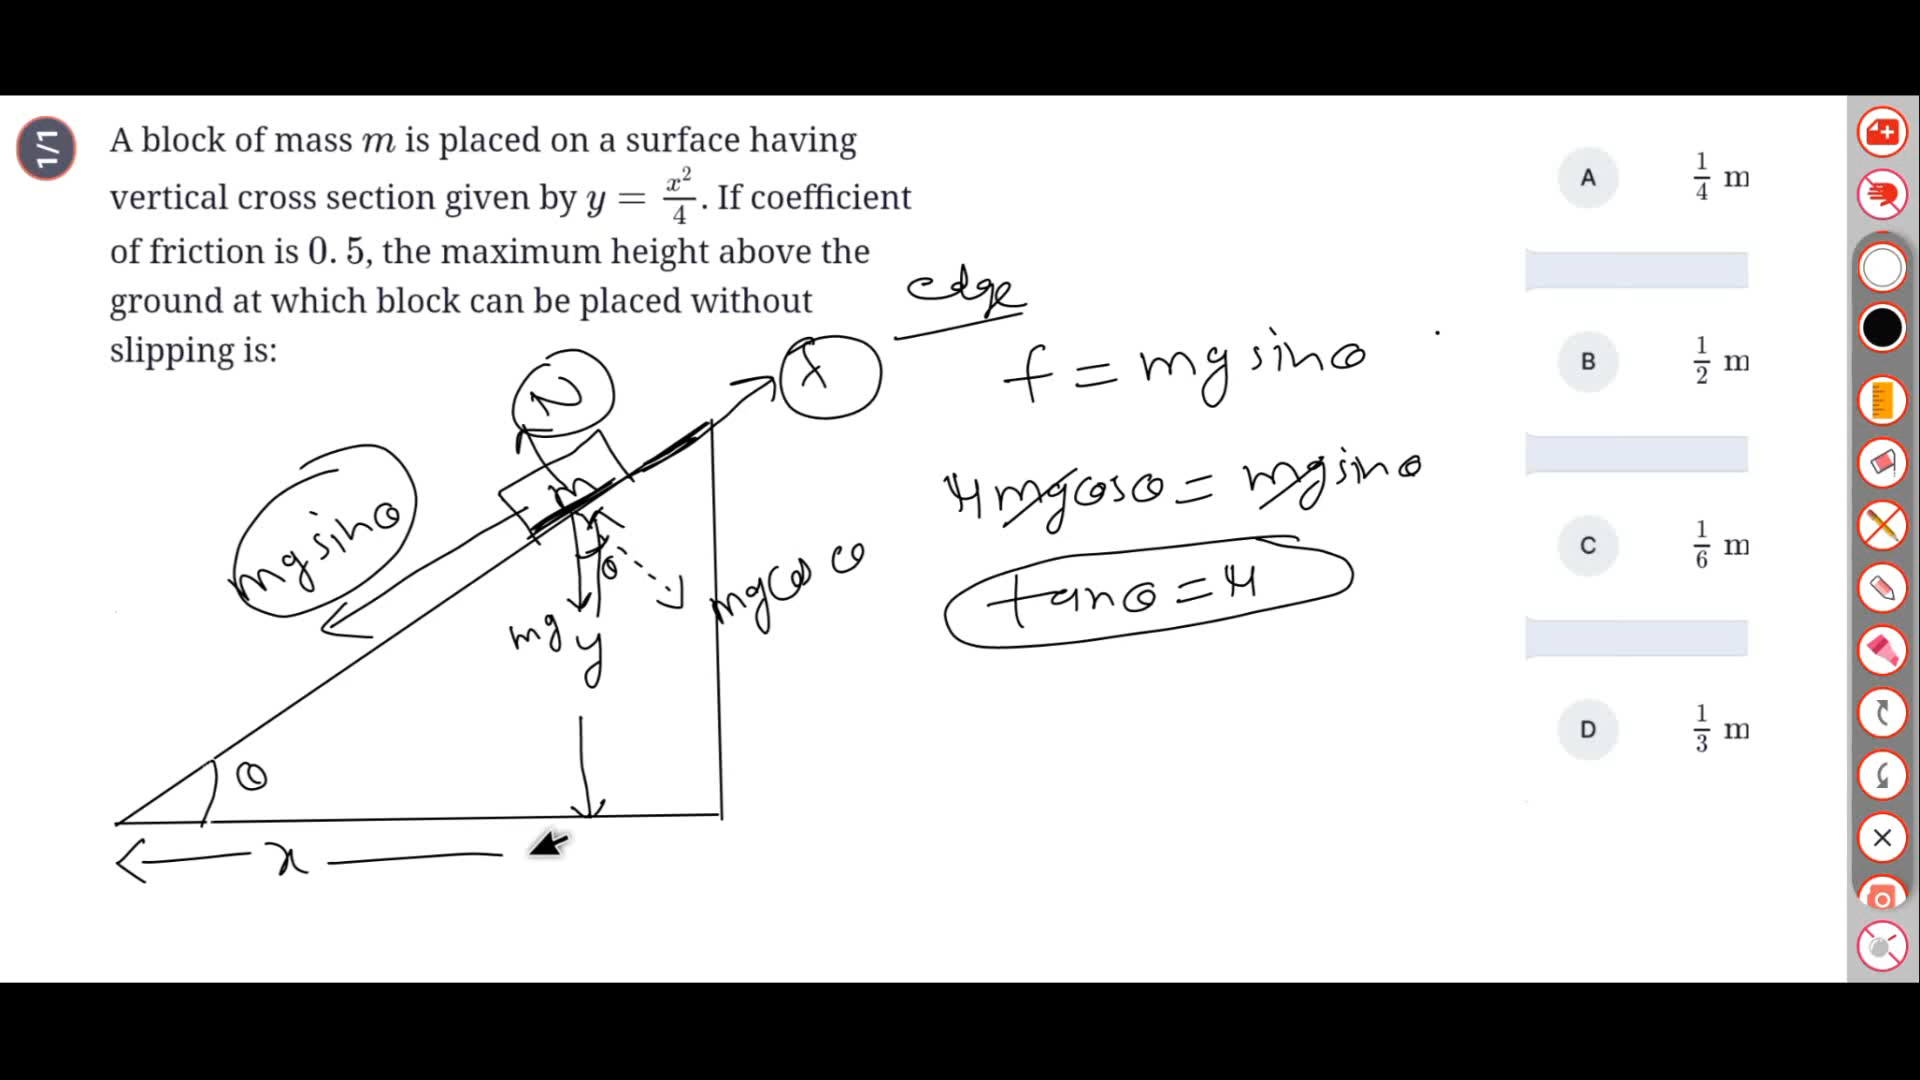 1/1
A block of mass m is placed on a surface having
vertical cross section given by y = x²/4. If coefficient
of friction is 0.5, the maximum height above the
ground at which block can be placed without
slipping is:
A 1/4 m
B 1/2 m
C 1/6 m
D 1/3 m
edge
f = mg sinθ
μ mg cosθ = mg sinθ
tanθ = μ
N
f
m
mg sinθ
θ
mg
mg cos θ
y
θ
x